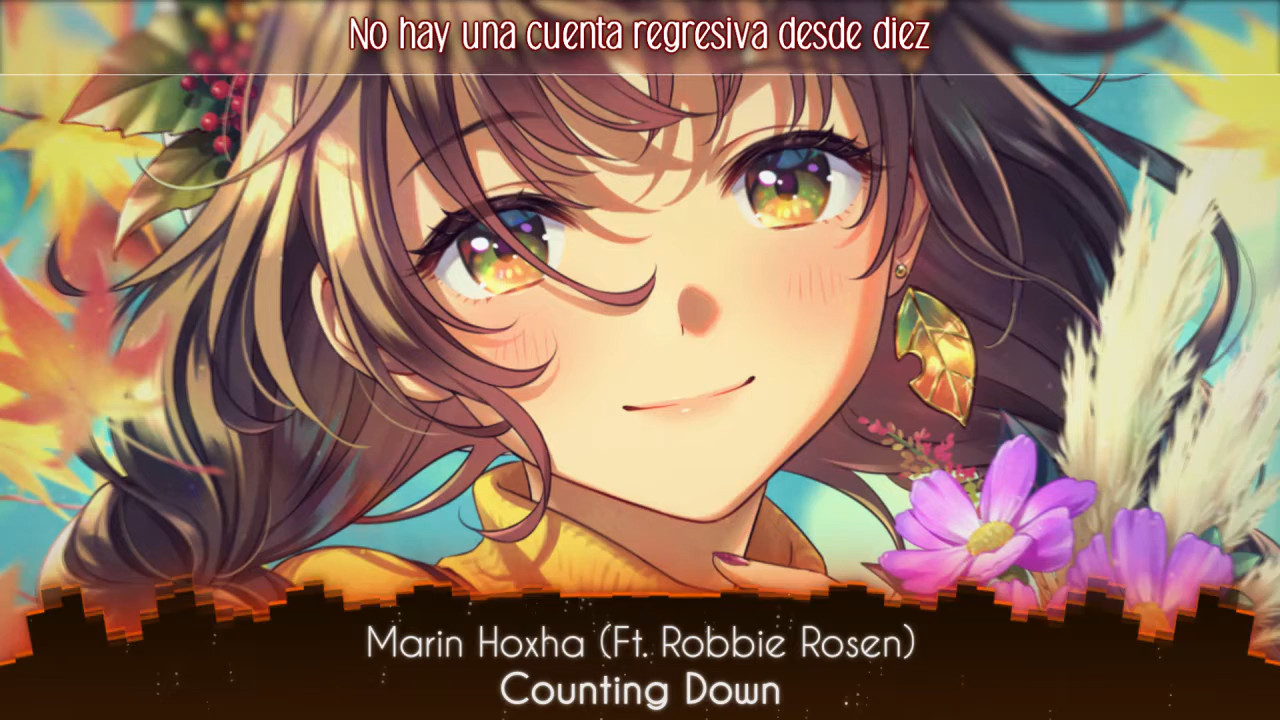 No hay una cuenta regresiva desde diez
Marin Hoxha (Ft. Robbie Rosen)
Counting Down